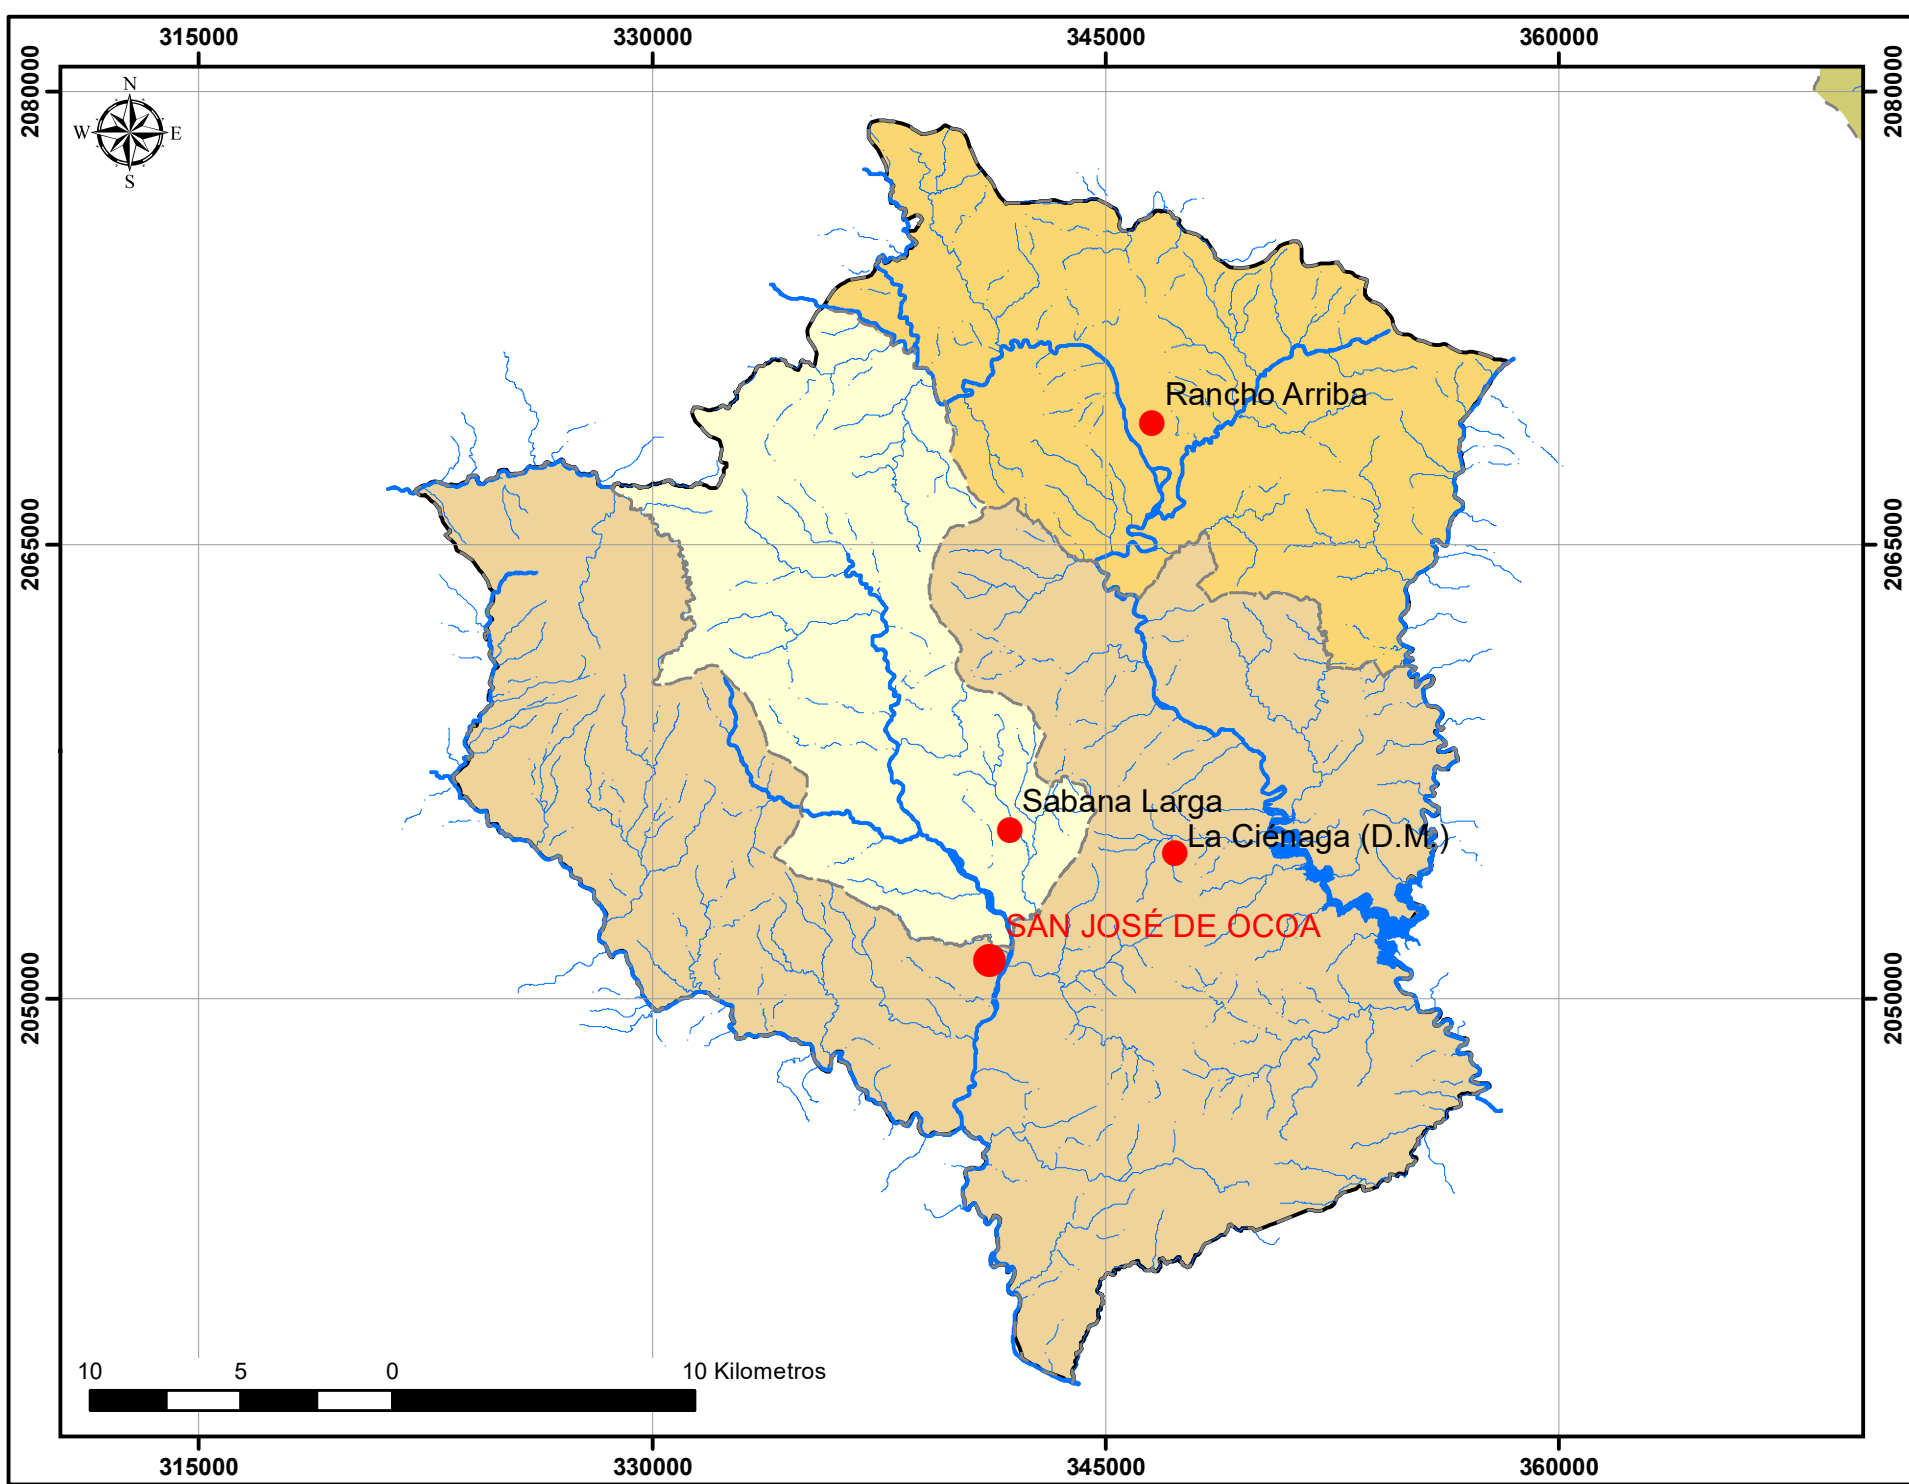 315000 330000 345000 360000
2080000 2080000
N
W E
S
Rancho Arriba
2065000 2065000
Sabana Larga
La Ciénaga (D.M.)
SAN JOSÉ DE OCOA
2050000 2050000
10 5 0 10 Kilometros
315000 330000 345000 360000